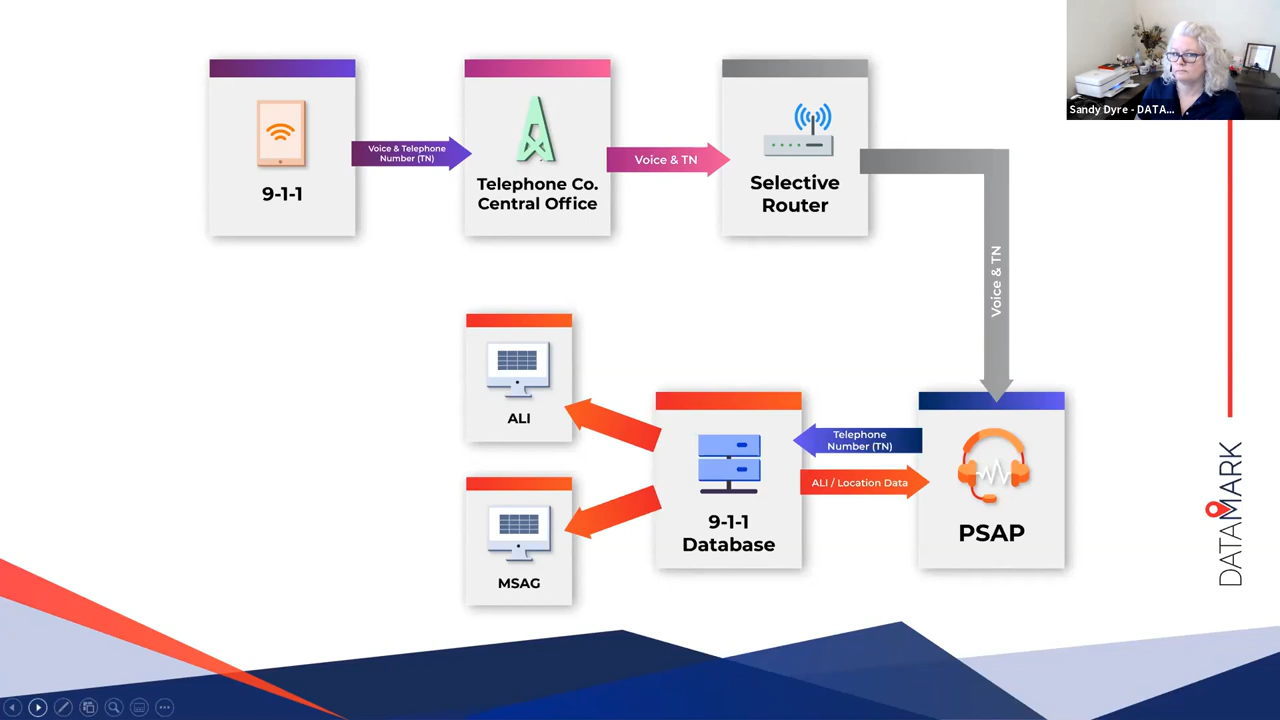 Sandy Dyre - DATA...
9-1-1
Voice & Telephone
Number (TN)
Telephone Co.
Central Office
Voice & TN
Selective
Router
Voice & TN
ALI
MSAG
9-1-1
Database
Telephone
Number (TN)
ALI / Location Data
PSAP
DATAMARK